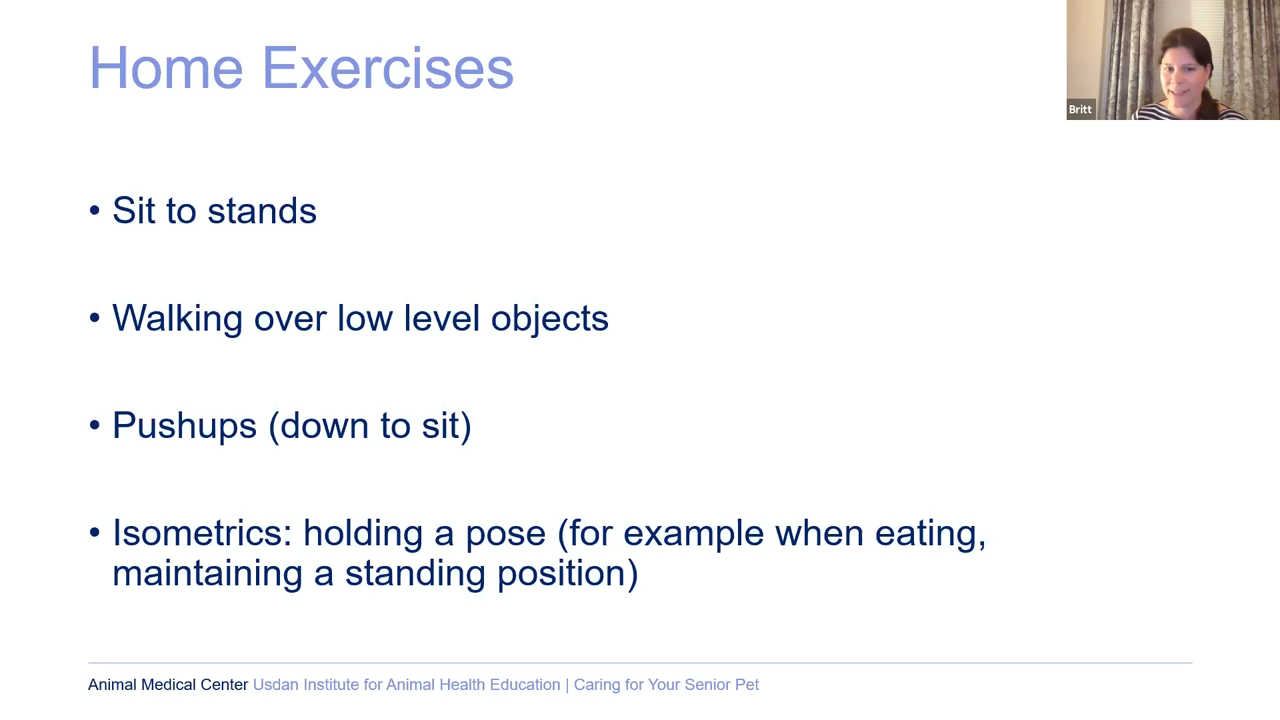 Home Exercises
Britt
• Sit to stands
• Walking over low level objects
• Pushups (down to sit)
• Isometrics: holding a pose (for example when eating,
maintaining a standing position)
Animal Medical Center Usdan Institute for Animal Health Education | Caring for Your Senior Pet